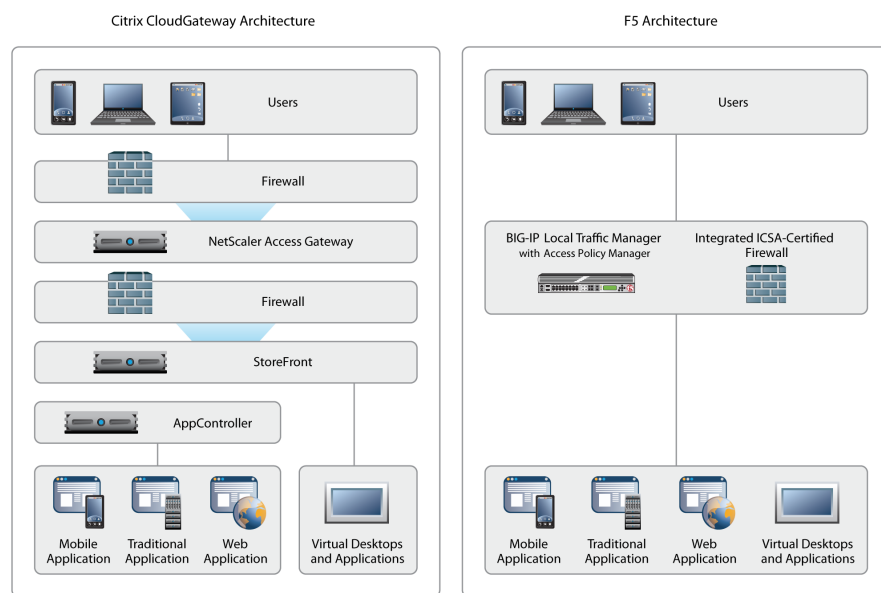 Citrix CloudGateway Architecture
Users
Firewall
NetScaler Access Gateway
Firewall
StoreFront
AppController
Mobile
Application
Traditional
Application
Web
Application
Virtual Desktops
and Applications
F5 Architecture
Users
BIG-IP Local Traffic Manager
with Access Policy Manager
Integrated ICSA-Certified
Firewall
Mobile
Application
Traditional
Application
Web
Application
Virtual Desktops
and Applications